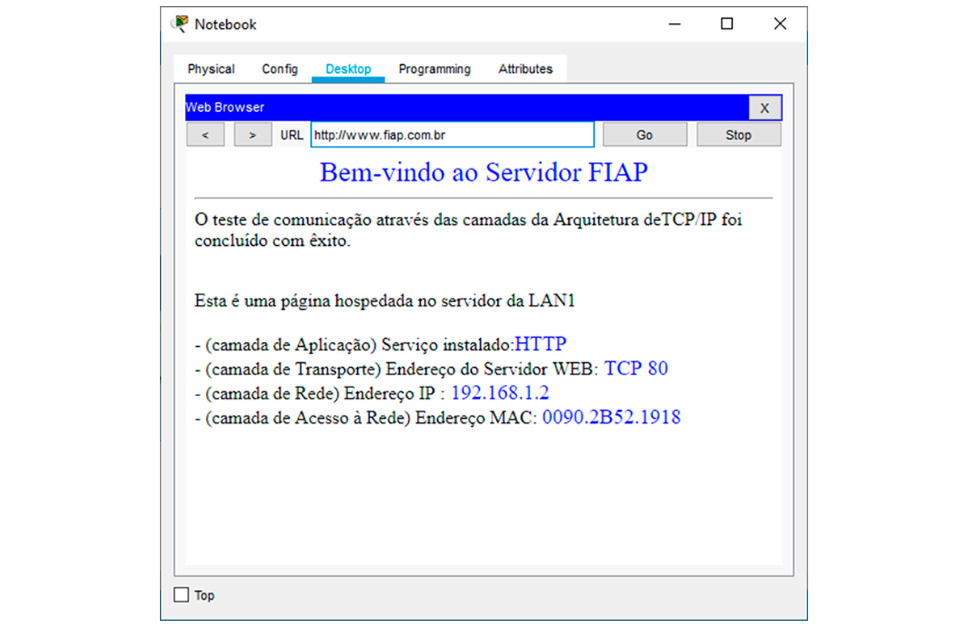 Notebook
Physical Config Desktop Programming Attributes
Web Browser X
< > URL http://www.fiap.com.br Go Stop
Bem-vindo ao Servidor FIAP
O teste de comunicação através das camadas da Arquitetura deTCP/IP foi
concluído com êxito.
Esta é uma página hospedada no servidor da LAN1
- (camada de Aplicação) Serviço instalado:HTTP
- (camada de Transporte) Endereço do Servidor WEB: TCP 80
- (camada de Rede) Endereço IP : 192.168.1.2
- (camada de Acesso à Rede) Endereço MAC: 0090.2B52.1918
Top